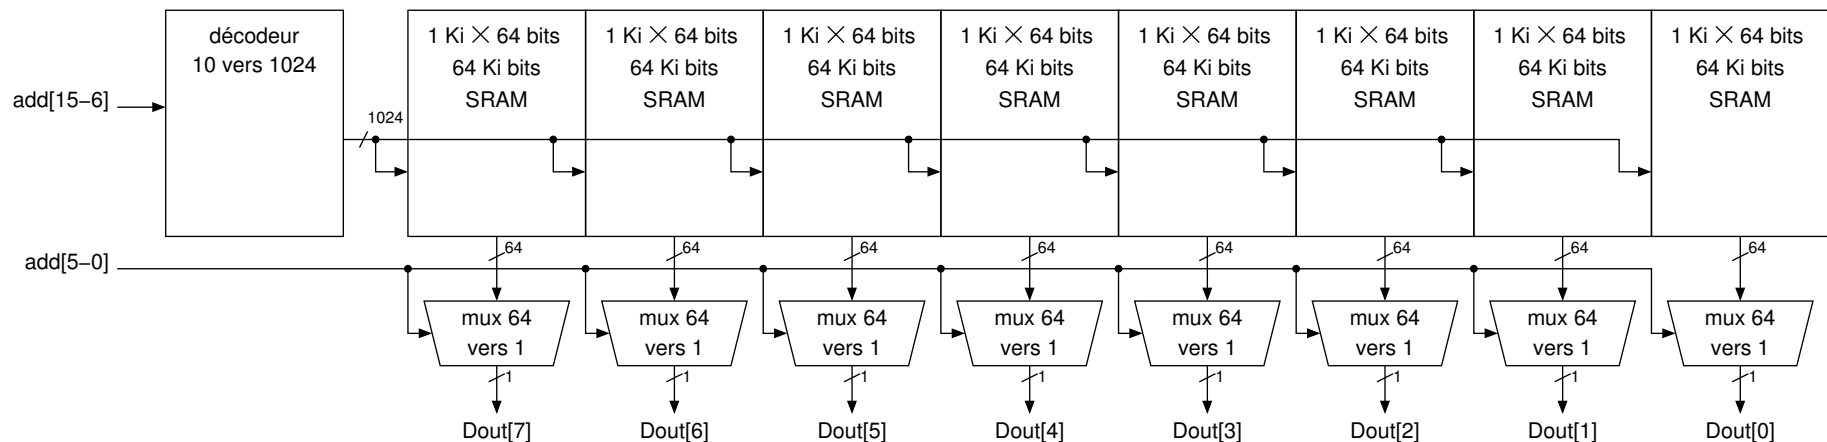 décodeur
10 vers 1024
1 Ki × 64 bits
64 Ki bits
SRAM
1 Ki × 64 bits
64 Ki bits
SRAM
1 Ki × 64 bits
64 Ki bits
SRAM
1 Ki × 64 bits
64 Ki bits
SRAM
1 Ki × 64 bits
64 Ki bits
SRAM
1 Ki × 64 bits
64 Ki bits
SRAM
1 Ki × 64 bits
64 Ki bits
SRAM
1 Ki × 64 bits
64 Ki bits
SRAM
add[15−6]
1024
64
64
64
64
64
64
64
64
add[5−0]
mux 64
vers 1
mux 64
vers 1
mux 64
vers 1
mux 64
vers 1
mux 64
vers 1
mux 64
vers 1
mux 64
vers 1
mux 64
vers 1
1
1
1
1
1
1
1
1
Dout[7]
Dout[6]
Dout[5]
Dout[4]
Dout[3]
Dout[2]
Dout[1]
Dout[0]